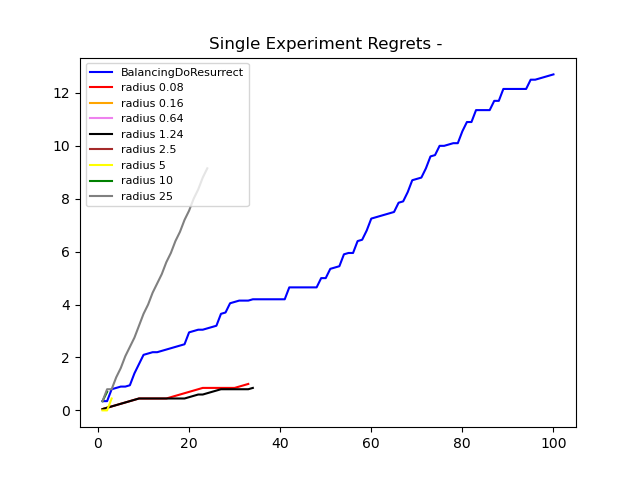 Single Experiment Regrets -
BalancingDoResurrect
radius 0.08
radius 0.16
radius 0.64
radius 1.24
radius 2.5
radius 5
radius 10
radius 25
12
10
8
6
4
2
0
0 20 40 60 80 100